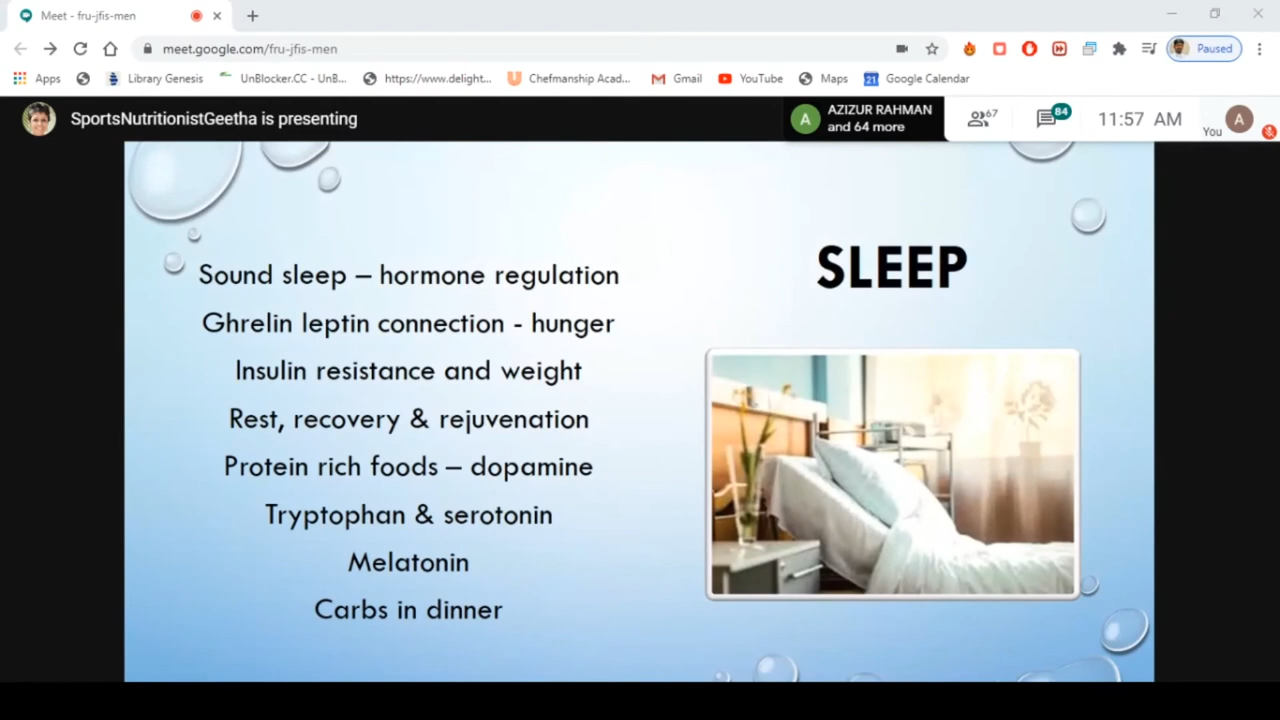 Meet - fru-jfis-men
meet.google.com/fru-jfis-men
Paused
Apps
Library Genesis
UnBlocker.CC - UnB...
https://www.delight...
Chefmanship Acad...
Gmail
YouTube
Maps
21
Google Calendar
SportsNutritionistGeetha is presenting
A
AZIZUR RAHMAN
and 64 more
67
84
11:57 AM
You
A
SLEEP
Sound sleep – hormone regulation
Ghrelin leptin connection - hunger
Insulin resistance and weight
Rest, recovery & rejuvenation
Protein rich foods – dopamine
Tryptophan & serotonin
Melatonin
Carbs in dinner